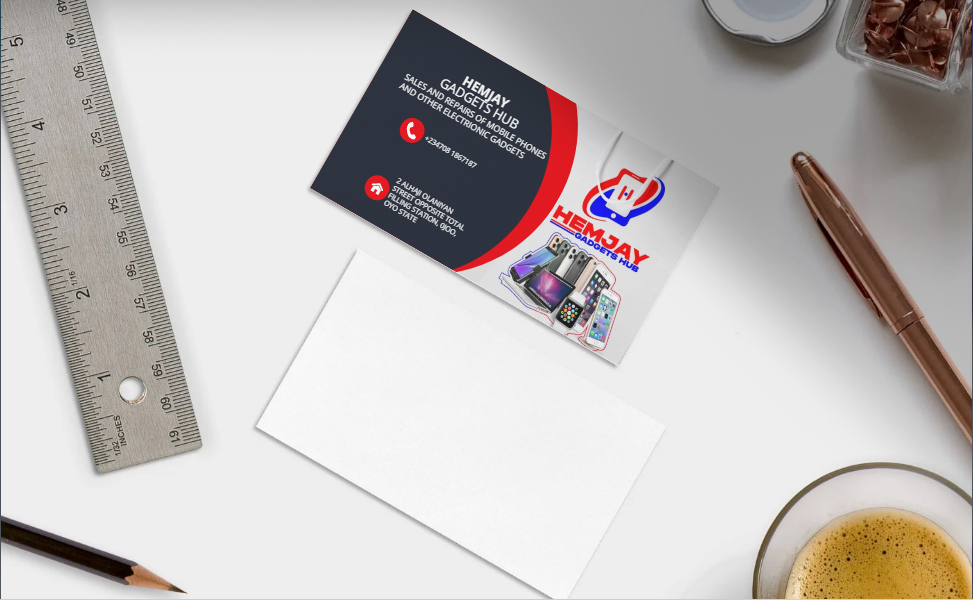 HEMJAY
GADGETS HUB
SALES AND REPAIRS OF MOBILE PHONES
AND OTHER ELECTRIONIC GADGETS
+234708 1867187
2 ALHAJI OLANIYAN
STREET OPPOSITE TOTAL
FILLING STATION, OJOO,
OYO STATE
H
HEMJAY
GADGETS HUB
5
4
3
2
1
1/16
1/32
INCHES
48
49
50
51
52
53
54
55
56
57
58
59
60
61